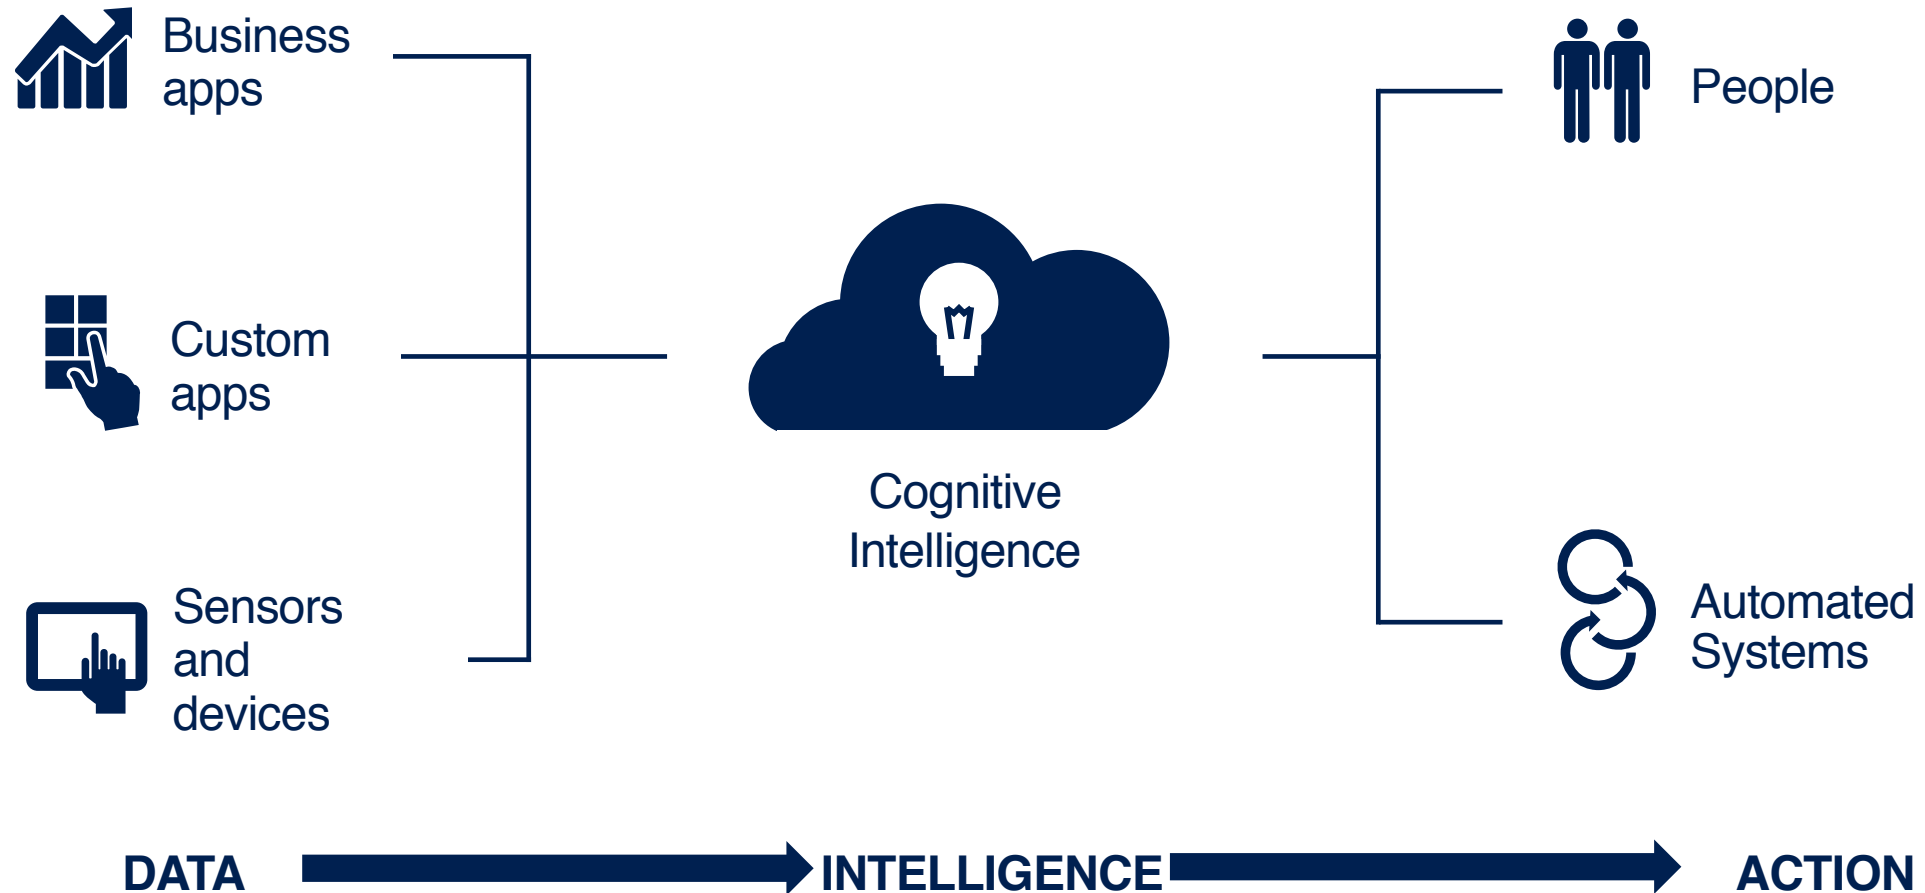 Business
apps
Custom
apps
Sensors
and
devices
Cognitive
Intelligence
People
Automated
Systems
DATA
INTELLIGENCE
ACTION